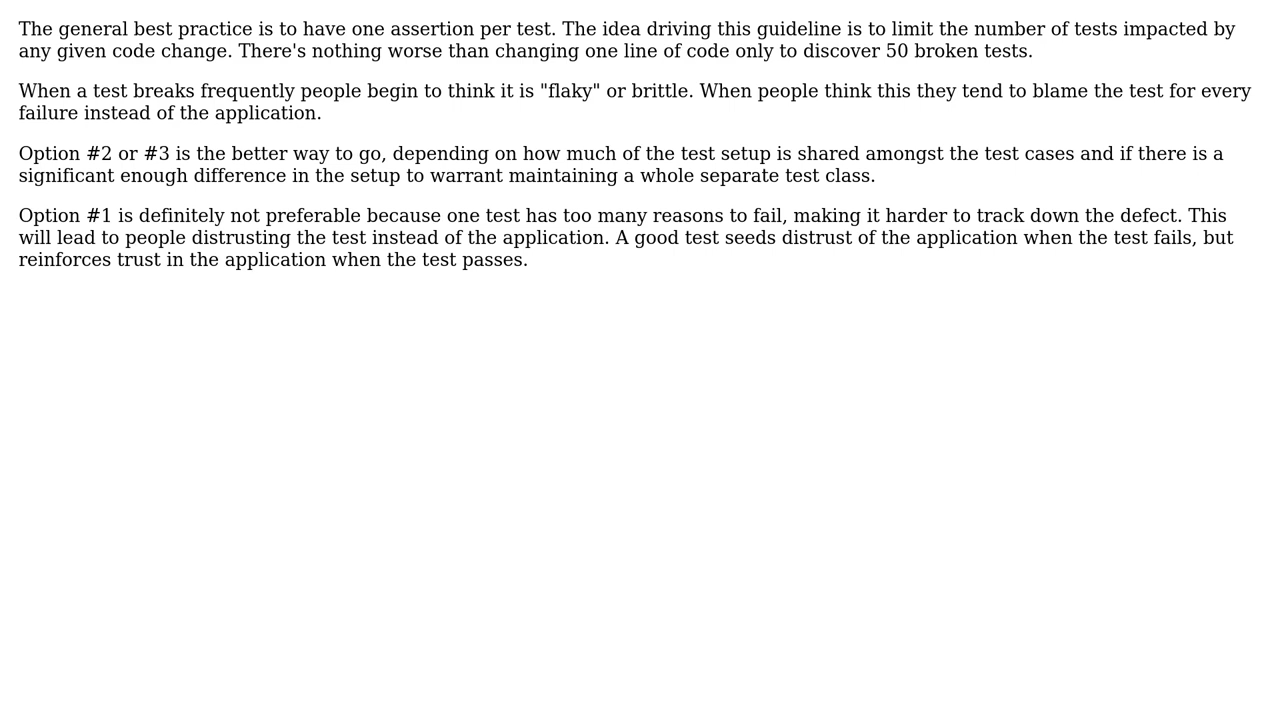 The general best practice is to have one assertion per test. The idea driving this guideline is to limit the number of tests impacted by
any given code change. There's nothing worse than changing one line of code only to discover 50 broken tests.
When a test breaks frequently people begin to think it is "flaky" or brittle. When people think this they tend to blame the test for every
failure instead of the application.
Option #2 or #3 is the better way to go, depending on how much of the test setup is shared amongst the test cases and if there is a
significant enough difference in the setup to warrant maintaining a whole separate test class.
Option #1 is definitely not preferable because one test has too many reasons to fail, making it harder to track down the defect. This
will lead to people distrusting the test instead of the application. A good test seeds distrust of the application when the test fails, but
reinforces trust in the application when the test passes.